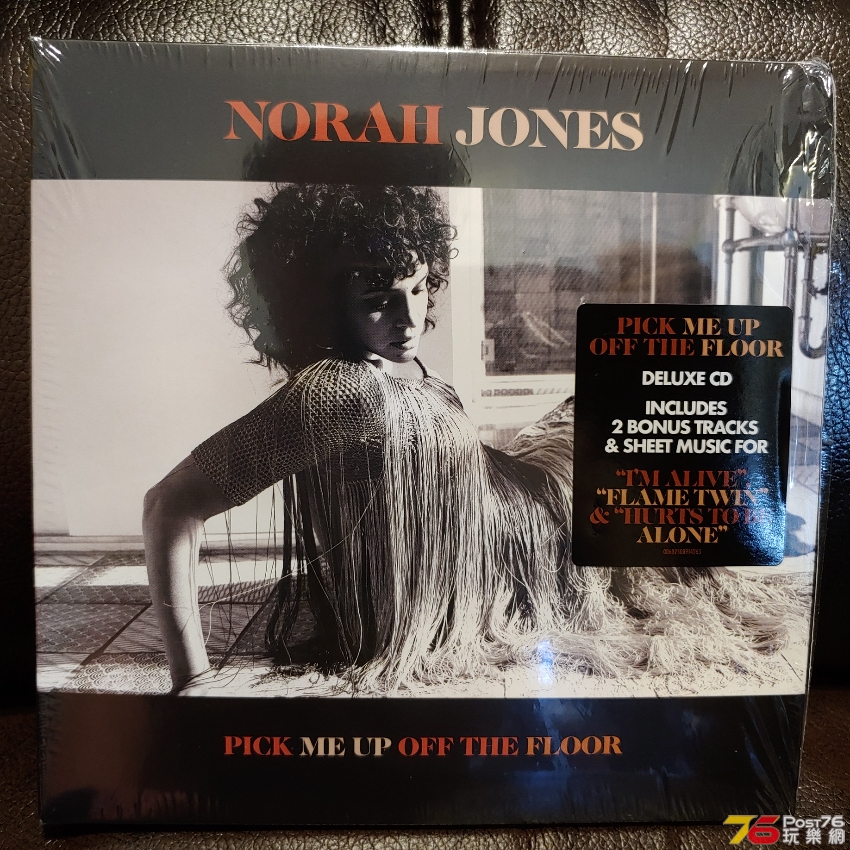 NORAH JONES
PICK ME UP
OFF THE FLOOR
DELUXE CD
INCLUDES
2 BONUS TRACKS
& SHEET MUSIC FOR
"I'M ALIVE",
"FLAME TWIN"
& "HURTS TO BE
ALONE"
PICK ME UP OFF THE FLOOR
76 Post76
玩樂網